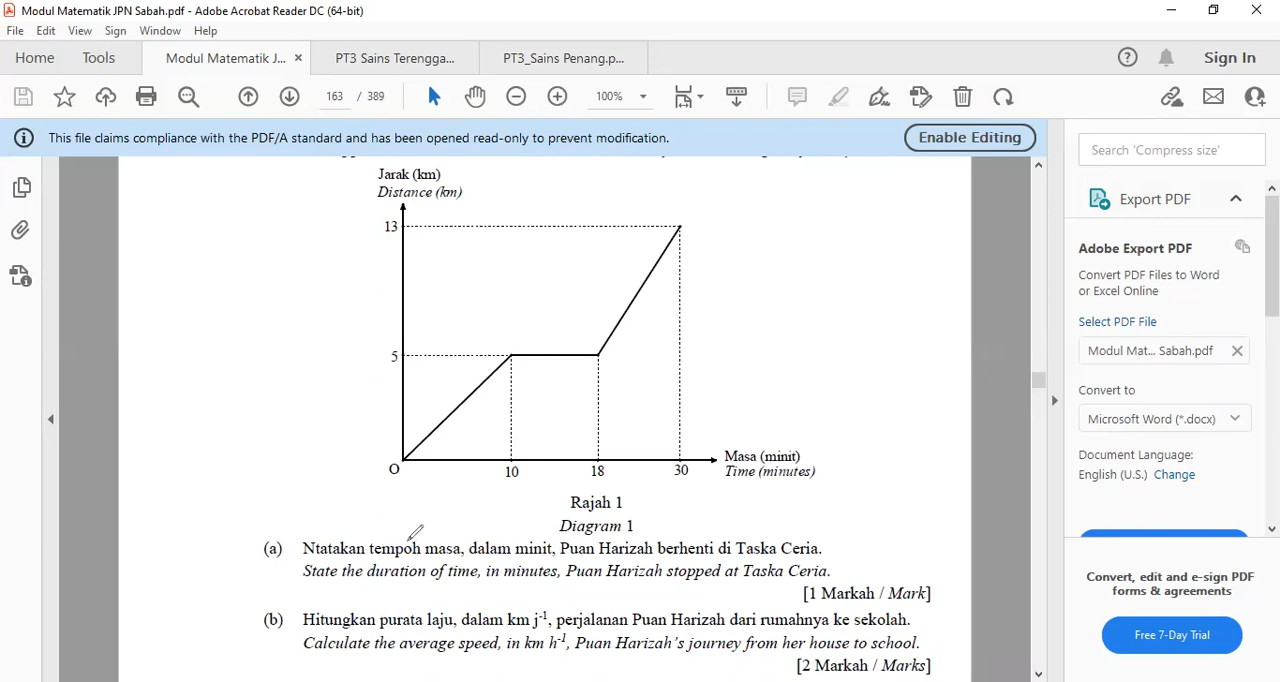 Modul Matematik JPN Sabah.pdf - Adobe Acrobat Reader DC (64-bit)
File Edit View Sign Window Help
Home Tools Modul Matematik J... × PT3 Sains Terengga... PT3_Sains Penang.p... Sign In
163 / 389 100%
This file claims compliance with the PDF/A standard and has been opened read-only to prevent modification. Enable Editing
Jarak (km)
Distance (km)
13
5
O 10 18 30
Masa (minit)
Time (minutes)
Rajah 1
Diagram 1
(a) Ntatakan tempoh masa, dalam minit, Puan Harizah berhenti di Taska Ceria.
State the duration of time, in minutes, Puan Harizah stopped at Taska Ceria.
[1 Markah / Mark]
(b) Hitungkan purata laju, dalam km j⁻¹, perjalanan Puan Harizah dari rumahnya ke sekolah.
Calculate the average speed, in km h⁻¹, Puan Harizah’s journey from her house to school.
[2 Markah / Marks]
Search 'Compress size'
Export PDF
Adobe Export PDF
Convert PDF Files to Word
or Excel Online
Select PDF File
Modul Mat... Sabah.pdf
Convert to
Microsoft Word (*.docx)
Document Language:
English (U.S.) Change
Convert, edit and e-sign PDF
forms & agreements
Free 7-Day Trial